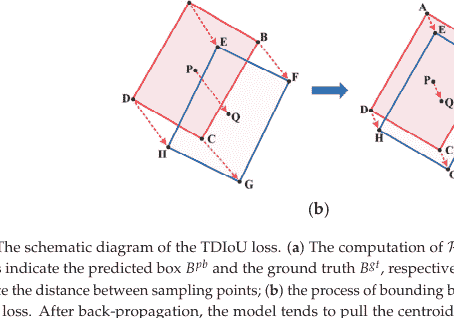 A
E
B
P
F
D
Q
C
H
G
E
P
Q
D
H
C
(b)
The schematic diagram of the TDIoU loss. (a) The computation of
indicate the predicted box B^pb and the ground truth B^gt, respective
the distance between sampling points; (b) the process of bounding b
loss. After back-propagation, the model tends to pull the centroid